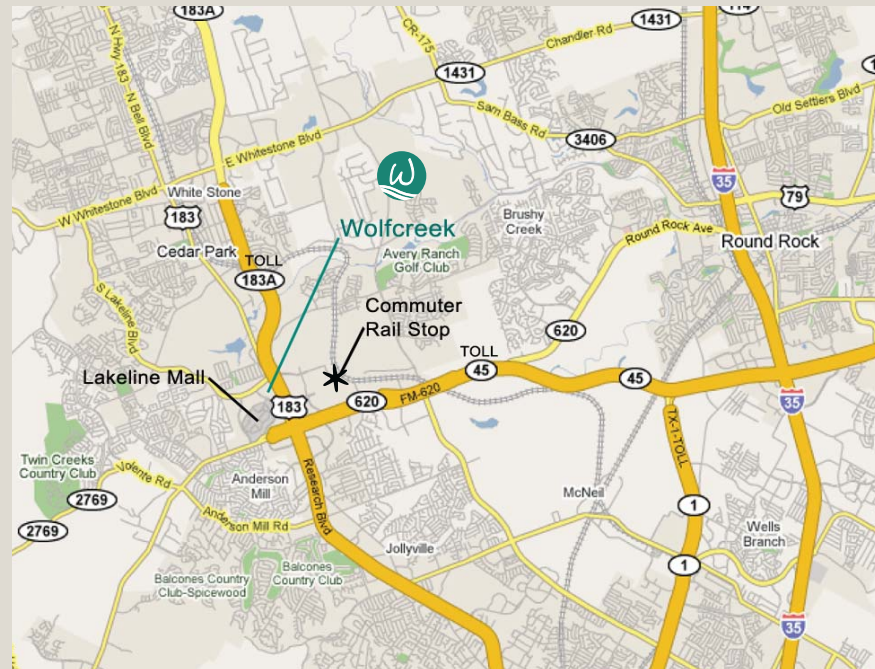 183A
114
1431
CR-175
Chandler Rd
N Hwy-183
N Bell Blvd
1431
Old Settlers Blvd
Sam Bass Rd
3406
E Whitestone Blvd
W
35
79
White Stone
W Whitestone Blvd
183
Wolfcreek
Brushy
Creek
Round Rock Ave
Round Rock
Cedar Park
TOLL
183A
Avery Ranch
Golf Club
S Lakeline Blvd
Commuter
Rail Stop
620
TOLL
45
45
Lakeline Mall
183
620
FM-620
35
TX-1-TOLL
Twin Creeks
Country Club
Volente Rd
Anderson
Mill
Research Blvd
2769
McNeil
1
2769
Anderson Mill Rd
Wells
Branch
Jollyville
1
Balcones
Country Club
Balcones Country
Club-Spicewood
35